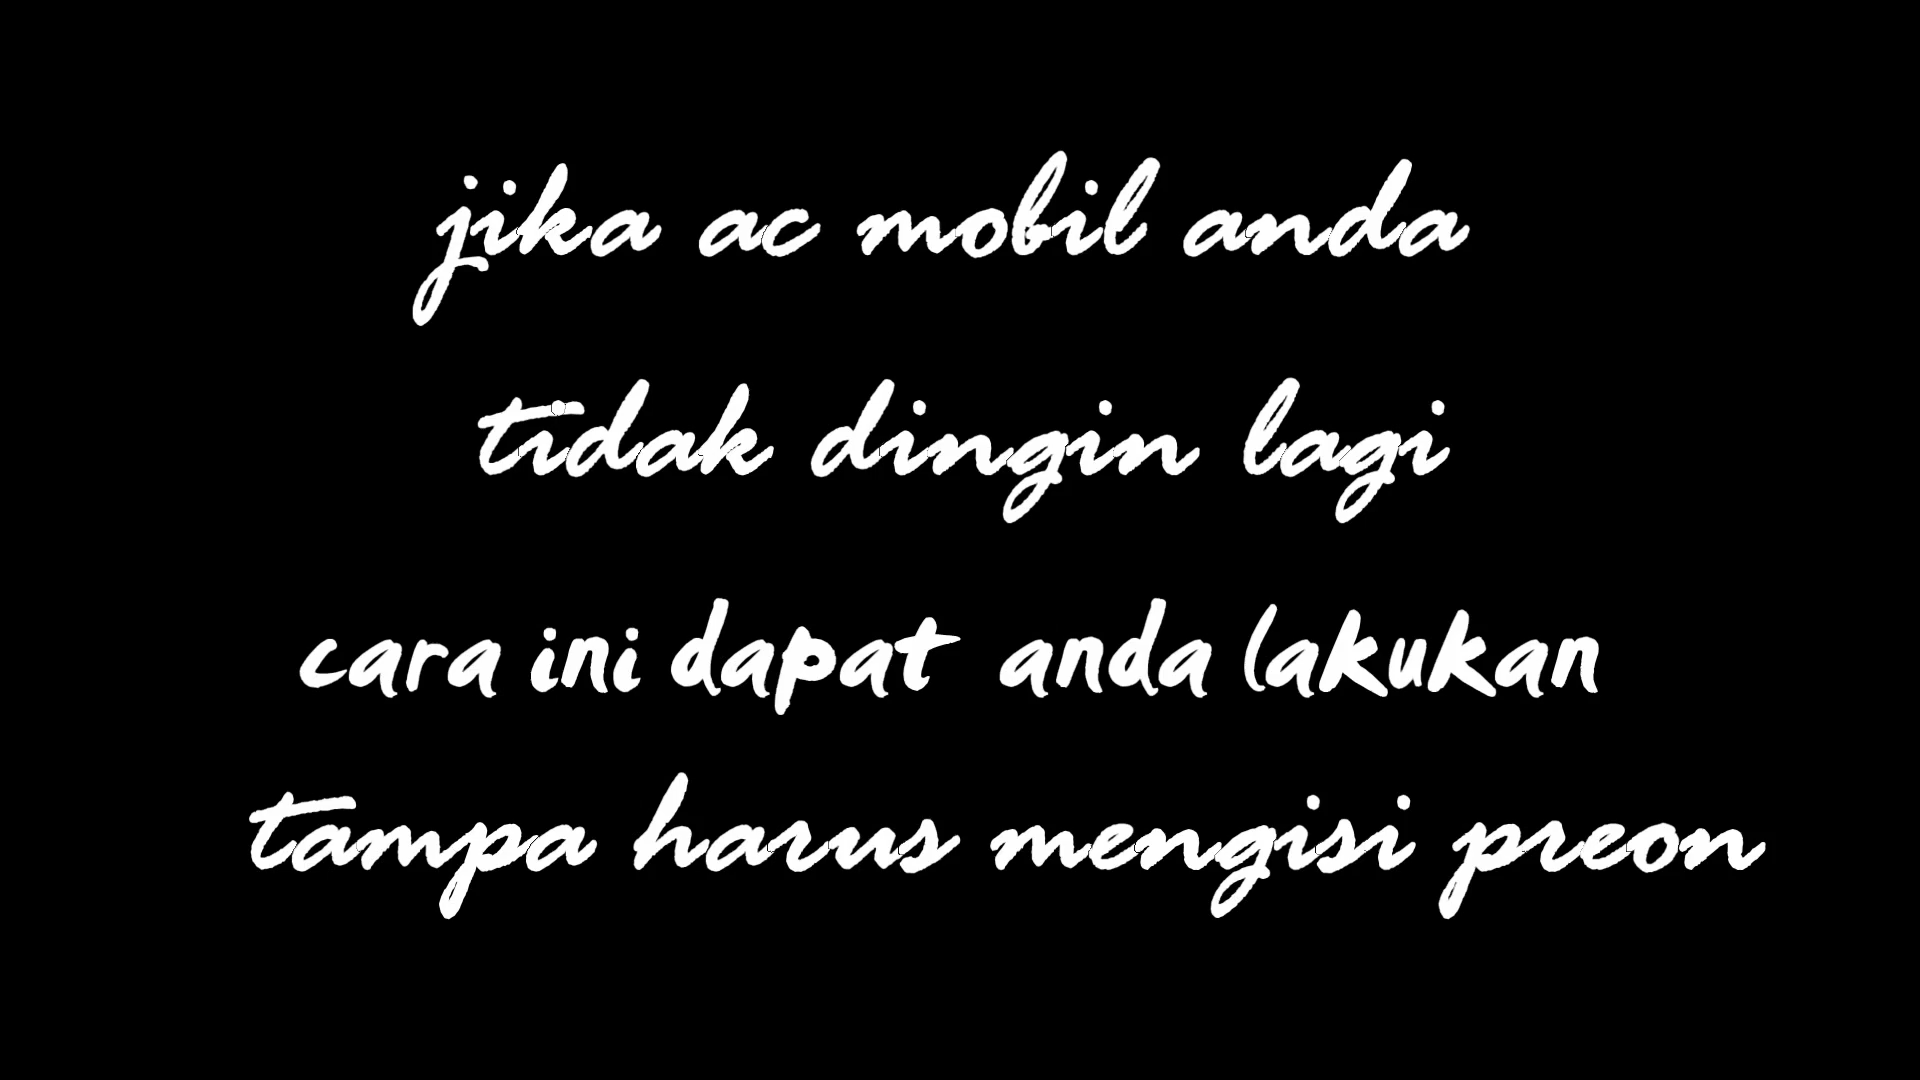 jika ac mobil anda
tidak dingin lagi
cara ini dapat anda lakukan
tampa harus mengisi preon